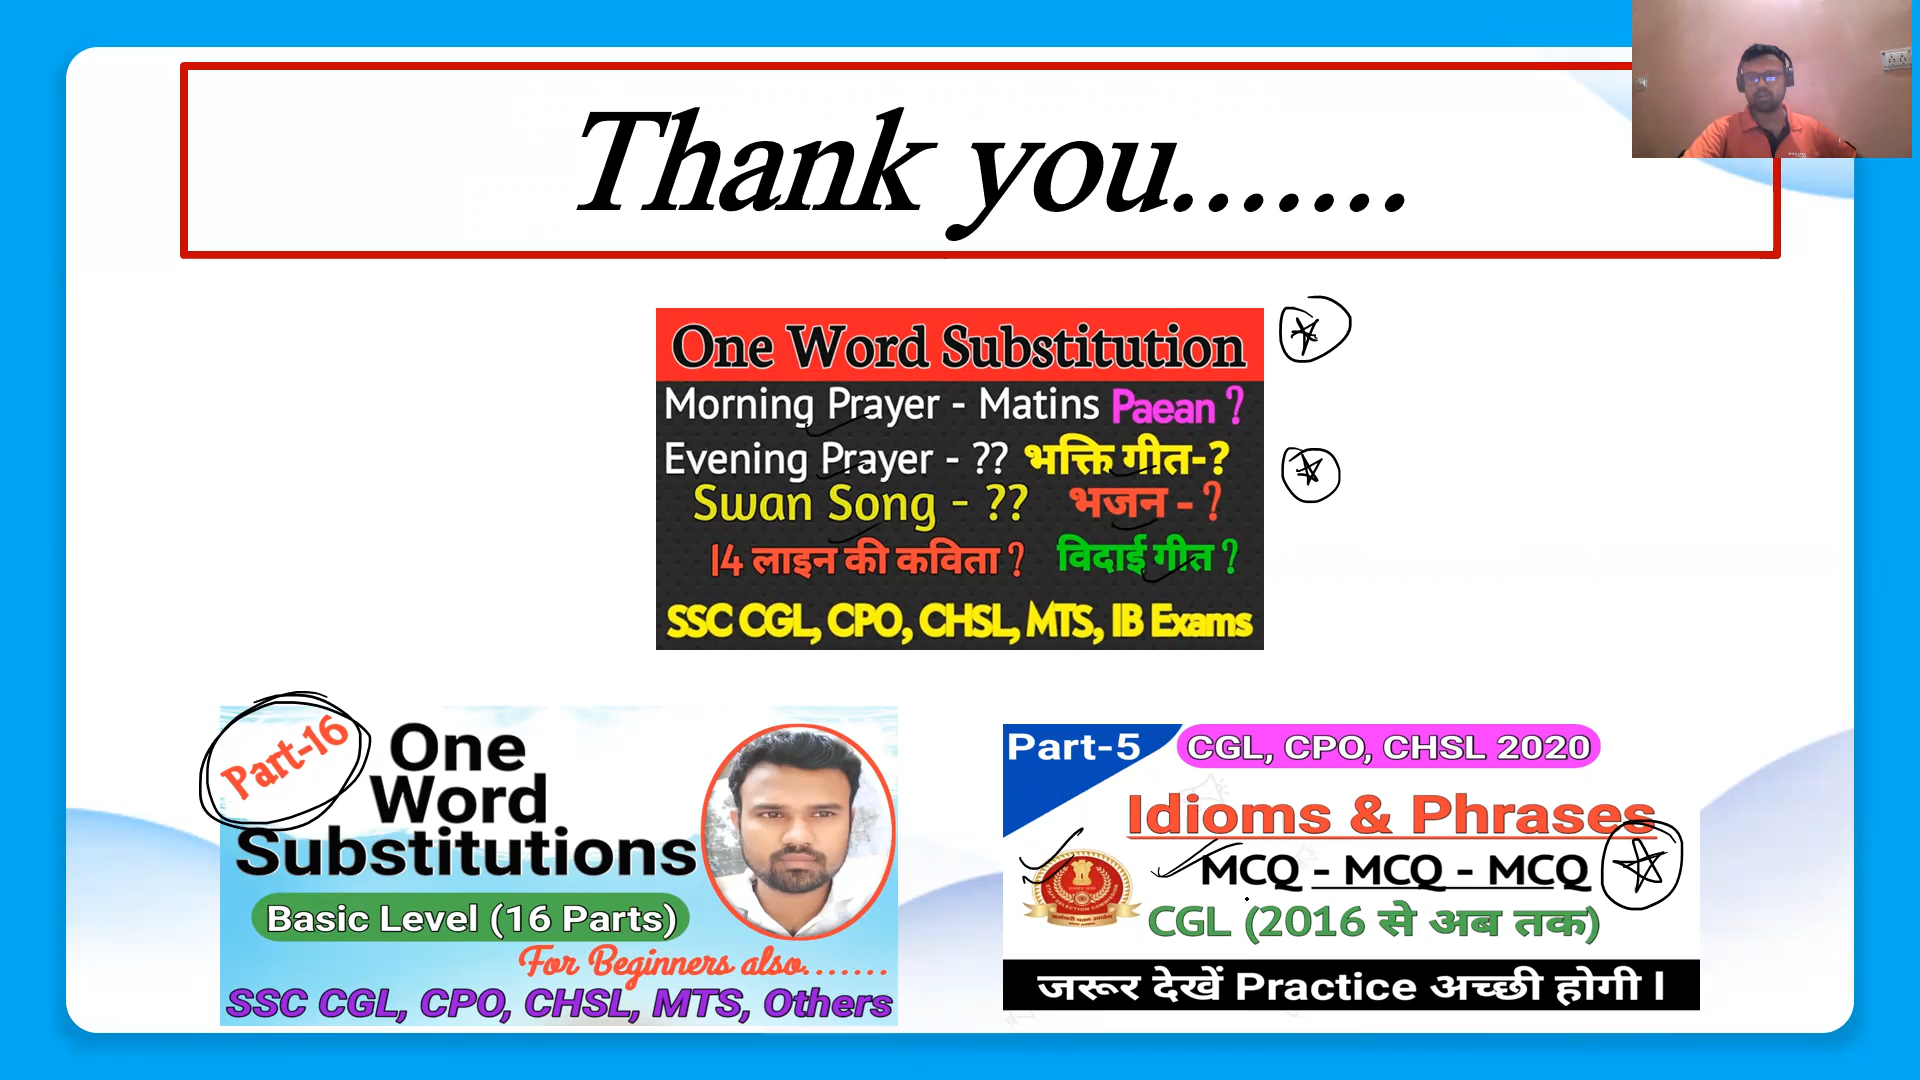 Thank you.......
One Word Substitution
Morning Prayer - Matins Paean ?
Evening Prayer - ?? भक्ति गीत-?
Swan Song - ?? भजन - ?
14 लाइन की कविता ? विदाई गीत ?
SSC CGL, CPO, CHSL, MTS, IB Exams
Part-16
One
Word
Substitutions
Basic Level (16 Parts)
For Beginners also.......
SSC CGL, CPO, CHSL, MTS, Others
Part-5 CGL, CPO, CHSL 2020
Idioms & Phrases
MCQ - MCQ - MCQ
CGL (2016 से अब तक)
जरूर देखें Practice अच्छी होगी l